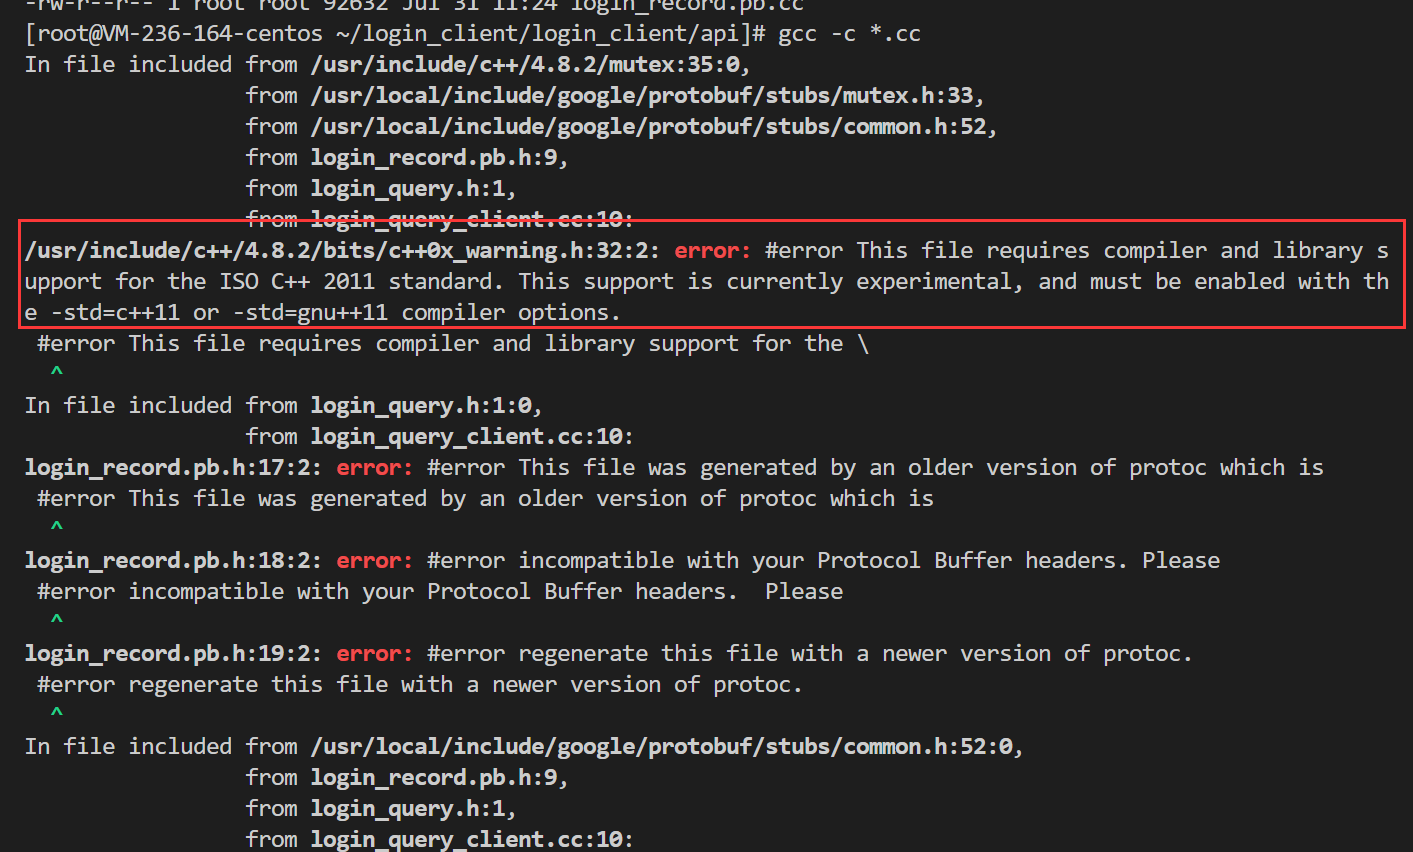 -rw-r--r-- 1 root root 92632 Jul 31 11:24 login_record.pb.cc
[root@VM-236-164-centos ~/login_client/login_client/api]# gcc -c *.cc
In file included from /usr/include/c++/4.8.2/mutex:35:0,
                 from /usr/local/include/google/protobuf/stubs/mutex.h:33,
                 from /usr/local/include/google/protobuf/stubs/common.h:52,
                 from login_record.pb.h:9,
                 from login_query.h:1,
                 from login_query_client.cc:10:
/usr/include/c++/4.8.2/bits/c++0x_warning.h:32:2: error: #error This file requires compiler and library s
upport for the ISO C++ 2011 standard. This support is currently experimental, and must be enabled with th
e -std=c++11 or -std=gnu++11 compiler options.
 #error This file requires compiler and library support for the \
  ^
In file included from login_query.h:1:0,
                 from login_query_client.cc:10:
login_record.pb.h:17:2: error: #error This file was generated by an older version of protoc which is
 #error This file was generated by an older version of protoc which is
  ^
login_record.pb.h:18:2: error: #error incompatible with your Protocol Buffer headers. Please
 #error incompatible with your Protocol Buffer headers.  Please
  ^
login_record.pb.h:19:2: error: #error regenerate this file with a newer version of protoc.
 #error regenerate this file with a newer version of protoc.
  ^
In file included from /usr/local/include/google/protobuf/stubs/common.h:52:0,
                 from login_record.pb.h:9,
                 from login_query.h:1,
                 from login_query_client.cc:10: